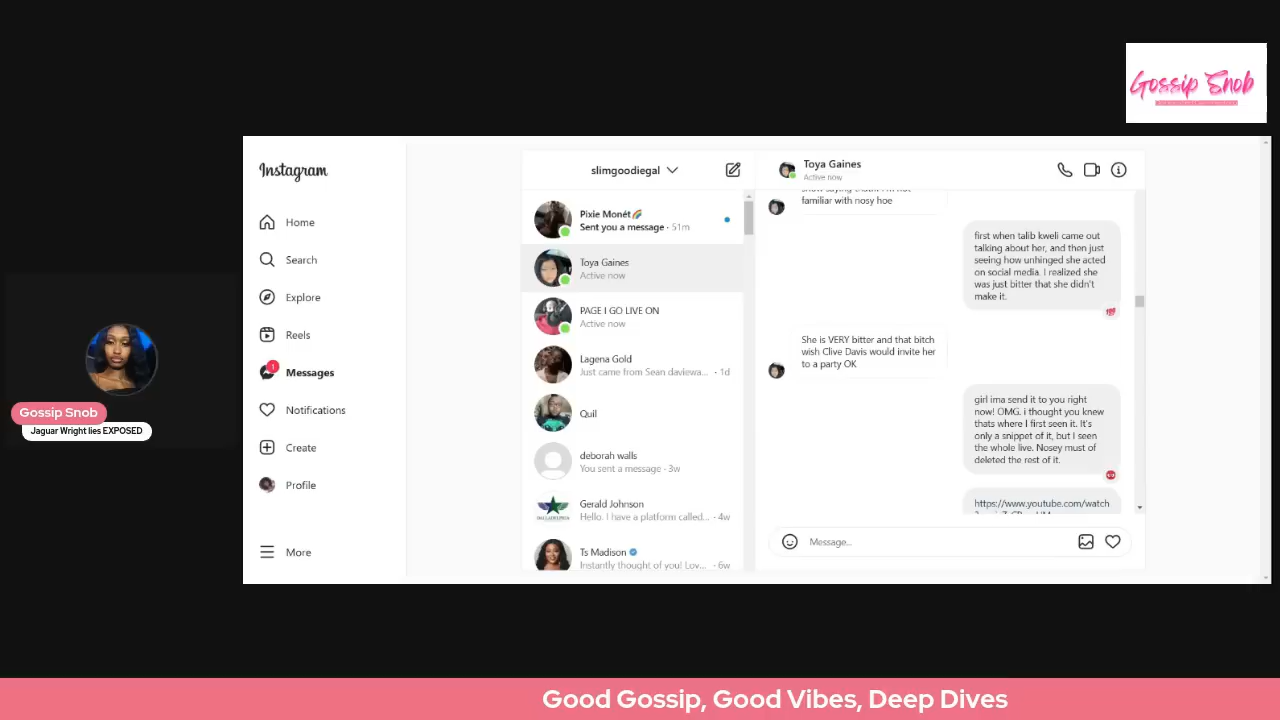 Gossip Snob
Instagram
Home
Search
Explore
Reels
1
Messages
Notifications
Create
Profile
More
slimgoodiegal
Pixie Monét
Sent you a message · 51m
Toya Gaines
Active now
PAGE I GO LIVE ON
Active now
Lagena Gold
Just came from Sean daviewa... · 1d
Quil
deborah walls
You sent a message · 3w
Gerald Johnson
Hello. I have a platform called... · 4w
Ts Madison
Instantly thought of you! Lov... · 6w
Toya Gaines
Active now
familiar with nosy hoe
first when talib kweli came out
talking about her, and then just
seeing how unhinged she acted
on social media. I realized she
was just bitter that she didn't
make it.
She is VERY bitter and that bitch
wish Clive Davis would invite her
to a party OK
girl ima send it to you right
now! OMG. i thought you knew
thats where I first seen it. It's
only a snippet of it, but I seen
the whole live. Nosey must of
deleted the rest of it.
https://www.youtube.com/watch
Message...
Gossip Snob
Jaguar Wright lies EXPOSED
Good Gossip, Good Vibes, Deep Dives